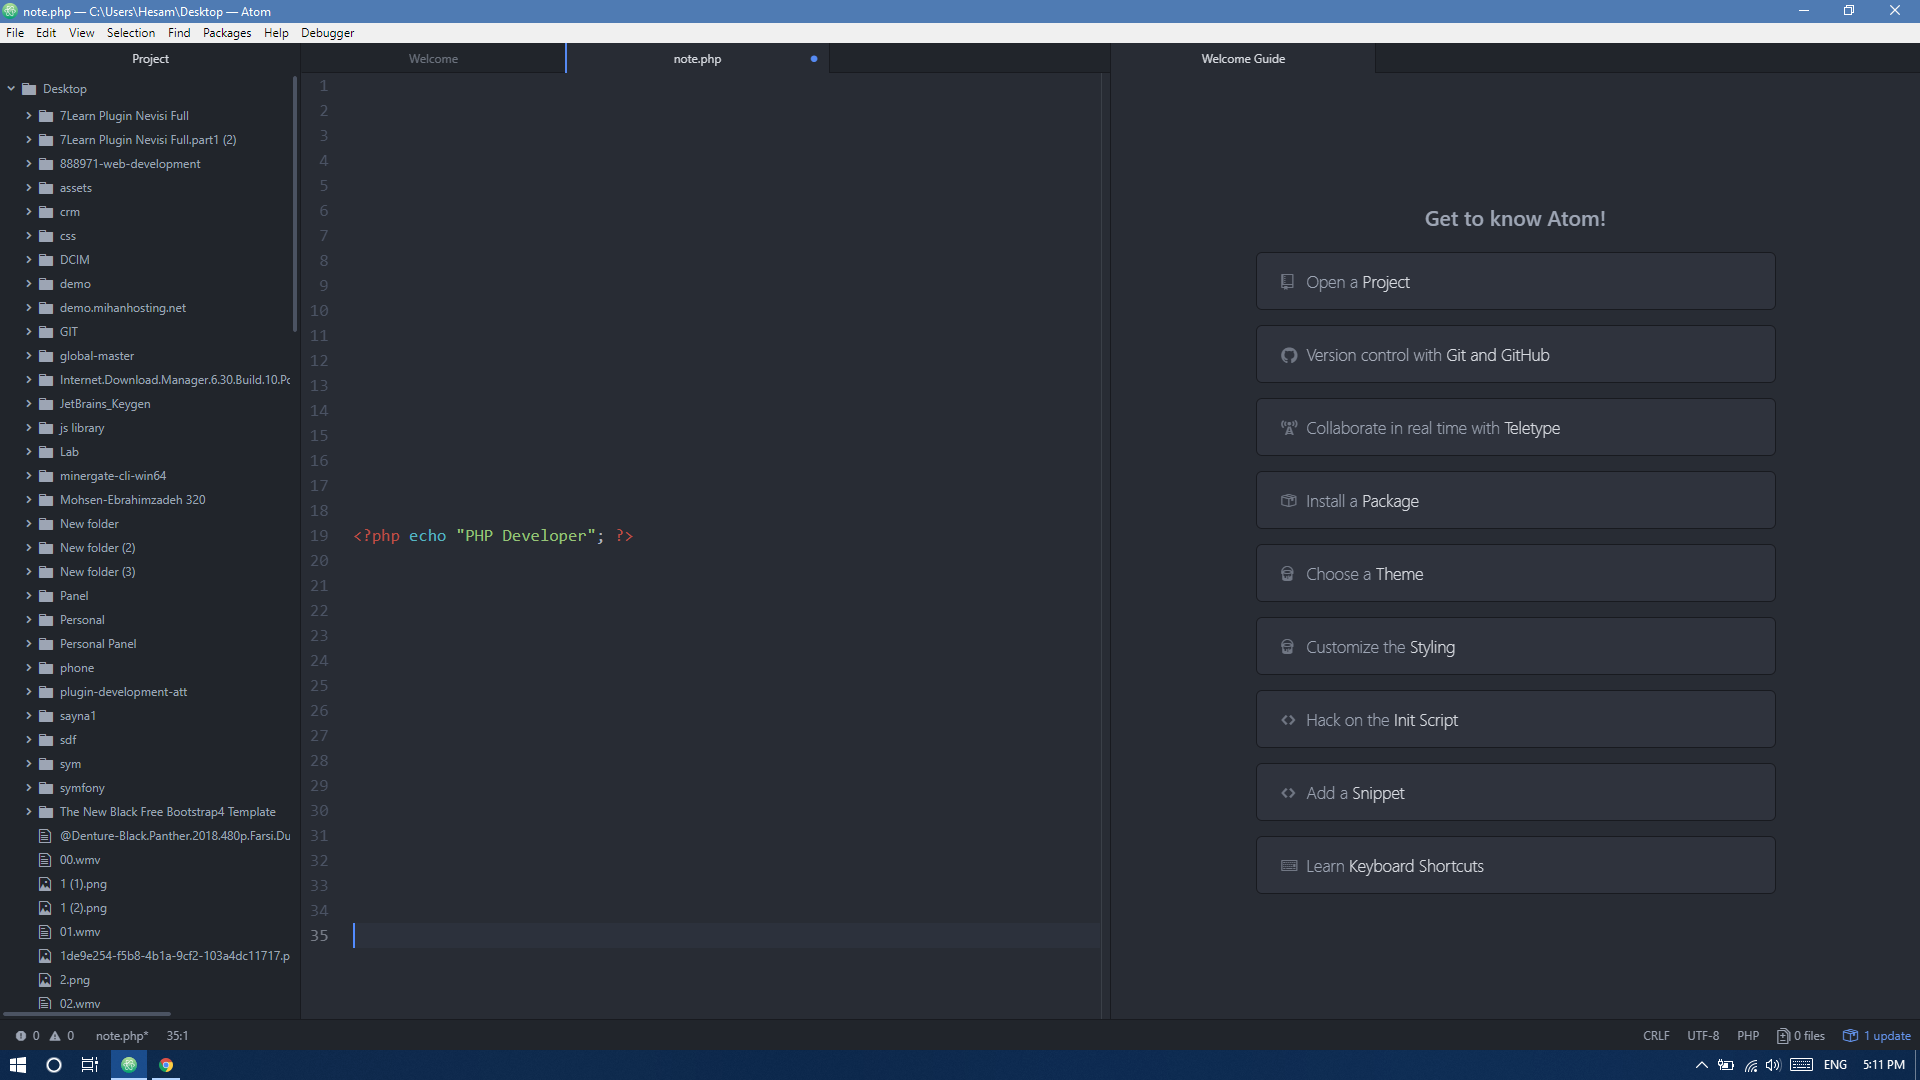 note.php — C:\Users\Hesam\Desktop — Atom
File Edit View Selection Find Packages Help Debugger
Project
Desktop
7Learn Plugin Nevisi Full
7Learn Plugin Nevisi Full.part1 (2)
888971-web-development
assets
crm
css
DCIM
demo
demo.mihanhosting.net
GIT
global-master
Internet.Download.Manager.6.30.Build.10.Pc
JetBrains_Keygen
js library
Lab
minergate-cli-win64
Mohsen-Ebrahimzadeh 320
New folder
New folder (2)
New folder (3)
Panel
Personal
Personal Panel
phone
plugin-development-att
sayna1
sdf
sym
symfony
The New Black Free Bootstrap4 Template
@Denture-Black.Panther.2018.480p.Farsi.Du
00.wmv
1 (1).png
1 (2).png
01.wmv
1de9e254-f5b8-4b1a-9cf2-103a4dc11717.p
2.png
02.wmv
Welcome note.php
1
2
3
4
5
6
7
8
9
10
11
12
13
14
15
16
17
18
19 <?php echo "PHP Developer"; ?>
20
21
22
23
24
25
26
27
28
29
30
31
32
33
34
35
Welcome Guide
Get to know Atom!
Open a Project
Version control with Git and GitHub
Collaborate in real time with Teletype
Install a Package
Choose a Theme
Customize the Styling
Hack on the Init Script
Add a Snippet
Learn Keyboard Shortcuts
0 0 note.php* 35:1 CRLF UTF-8 PHP 0 files 1 update
ENG 5:11 PM